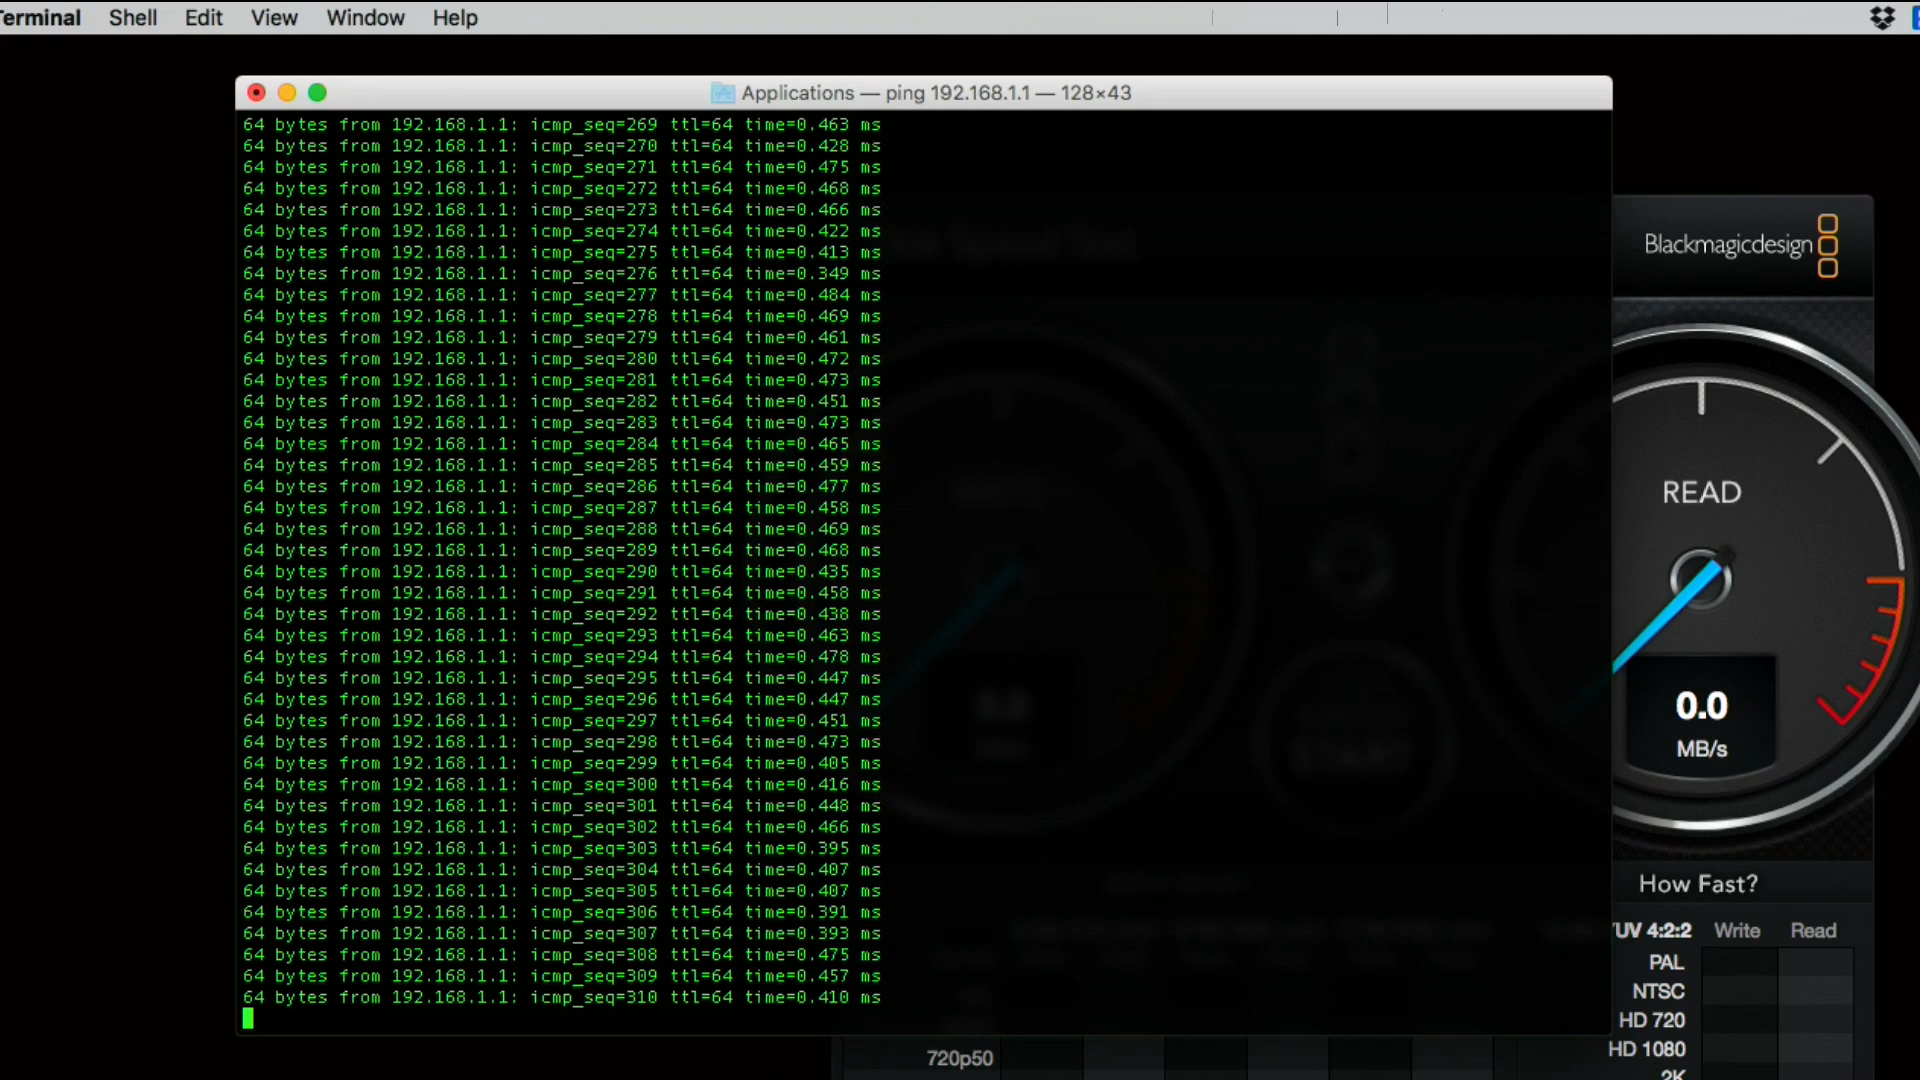 Terminal Shell Edit View Window Help
Applications — ping 192.168.1.1 — 128×43
64 bytes from 192.168.1.1: icmp_seq=269 ttl=64 time=0.463 ms
64 bytes from 192.168.1.1: icmp_seq=270 ttl=64 time=0.428 ms
64 bytes from 192.168.1.1: icmp_seq=271 ttl=64 time=0.475 ms
64 bytes from 192.168.1.1: icmp_seq=272 ttl=64 time=0.468 ms
64 bytes from 192.168.1.1: icmp_seq=273 ttl=64 time=0.466 ms
64 bytes from 192.168.1.1: icmp_seq=274 ttl=64 time=0.422 ms
64 bytes from 192.168.1.1: icmp_seq=275 ttl=64 time=0.413 ms
64 bytes from 192.168.1.1: icmp_seq=276 ttl=64 time=0.349 ms
64 bytes from 192.168.1.1: icmp_seq=277 ttl=64 time=0.484 ms
64 bytes from 192.168.1.1: icmp_seq=278 ttl=64 time=0.469 ms
64 bytes from 192.168.1.1: icmp_seq=279 ttl=64 time=0.461 ms
64 bytes from 192.168.1.1: icmp_seq=280 ttl=64 time=0.472 ms
64 bytes from 192.168.1.1: icmp_seq=281 ttl=64 time=0.473 ms
64 bytes from 192.168.1.1: icmp_seq=282 ttl=64 time=0.451 ms
64 bytes from 192.168.1.1: icmp_seq=283 ttl=64 time=0.473 ms
64 bytes from 192.168.1.1: icmp_seq=284 ttl=64 time=0.465 ms
64 bytes from 192.168.1.1: icmp_seq=285 ttl=64 time=0.459 ms
64 bytes from 192.168.1.1: icmp_seq=286 ttl=64 time=0.477 ms
64 bytes from 192.168.1.1: icmp_seq=287 ttl=64 time=0.458 ms
64 bytes from 192.168.1.1: icmp_seq=288 ttl=64 time=0.469 ms
64 bytes from 192.168.1.1: icmp_seq=289 ttl=64 time=0.468 ms
64 bytes from 192.168.1.1: icmp_seq=290 ttl=64 time=0.435 ms
64 bytes from 192.168.1.1: icmp_seq=291 ttl=64 time=0.458 ms
64 bytes from 192.168.1.1: icmp_seq=292 ttl=64 time=0.438 ms
64 bytes from 192.168.1.1: icmp_seq=293 ttl=64 time=0.463 ms
64 bytes from 192.168.1.1: icmp_seq=294 ttl=64 time=0.478 ms
64 bytes from 192.168.1.1: icmp_seq=295 ttl=64 time=0.447 ms
64 bytes from 192.168.1.1: icmp_seq=296 ttl=64 time=0.447 ms
64 bytes from 192.168.1.1: icmp_seq=297 ttl=64 time=0.451 ms
64 bytes from 192.168.1.1: icmp_seq=298 ttl=64 time=0.473 ms
64 bytes from 192.168.1.1: icmp_seq=299 ttl=64 time=0.405 ms
64 bytes from 192.168.1.1: icmp_seq=300 ttl=64 time=0.416 ms
64 bytes from 192.168.1.1: icmp_seq=301 ttl=64 time=0.448 ms
64 bytes from 192.168.1.1: icmp_seq=302 ttl=64 time=0.466 ms
64 bytes from 192.168.1.1: icmp_seq=303 ttl=64 time=0.395 ms
64 bytes from 192.168.1.1: icmp_seq=304 ttl=64 time=0.407 ms
64 bytes from 192.168.1.1: icmp_seq=305 ttl=64 time=0.407 ms
64 bytes from 192.168.1.1: icmp_seq=306 ttl=64 time=0.391 ms
64 bytes from 192.168.1.1: icmp_seq=307 ttl=64 time=0.393 ms
64 bytes from 192.168.1.1: icmp_seq=308 ttl=64 time=0.475 ms
64 bytes from 192.168.1.1: icmp_seq=309 ttl=64 time=0.457 ms
64 bytes from 192.168.1.1: icmp_seq=310 ttl=64 time=0.410 ms
Blackmagicdesign
READ
0.0
MB/s
START
How Fast?
YUV 4:2:2 Write Read
PAL
NTSC
HD 720
HD 1080
2K
720p50